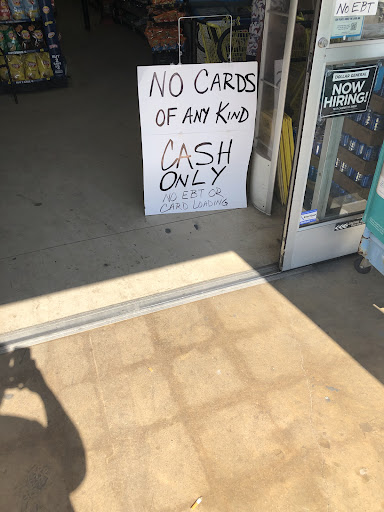 NO EBT
NO CARDS
OF ANY KIND
CASH
ONLY
NO EBT OR
CARD LOADING
DOLLAR GENERAL
NOW
HIRING!